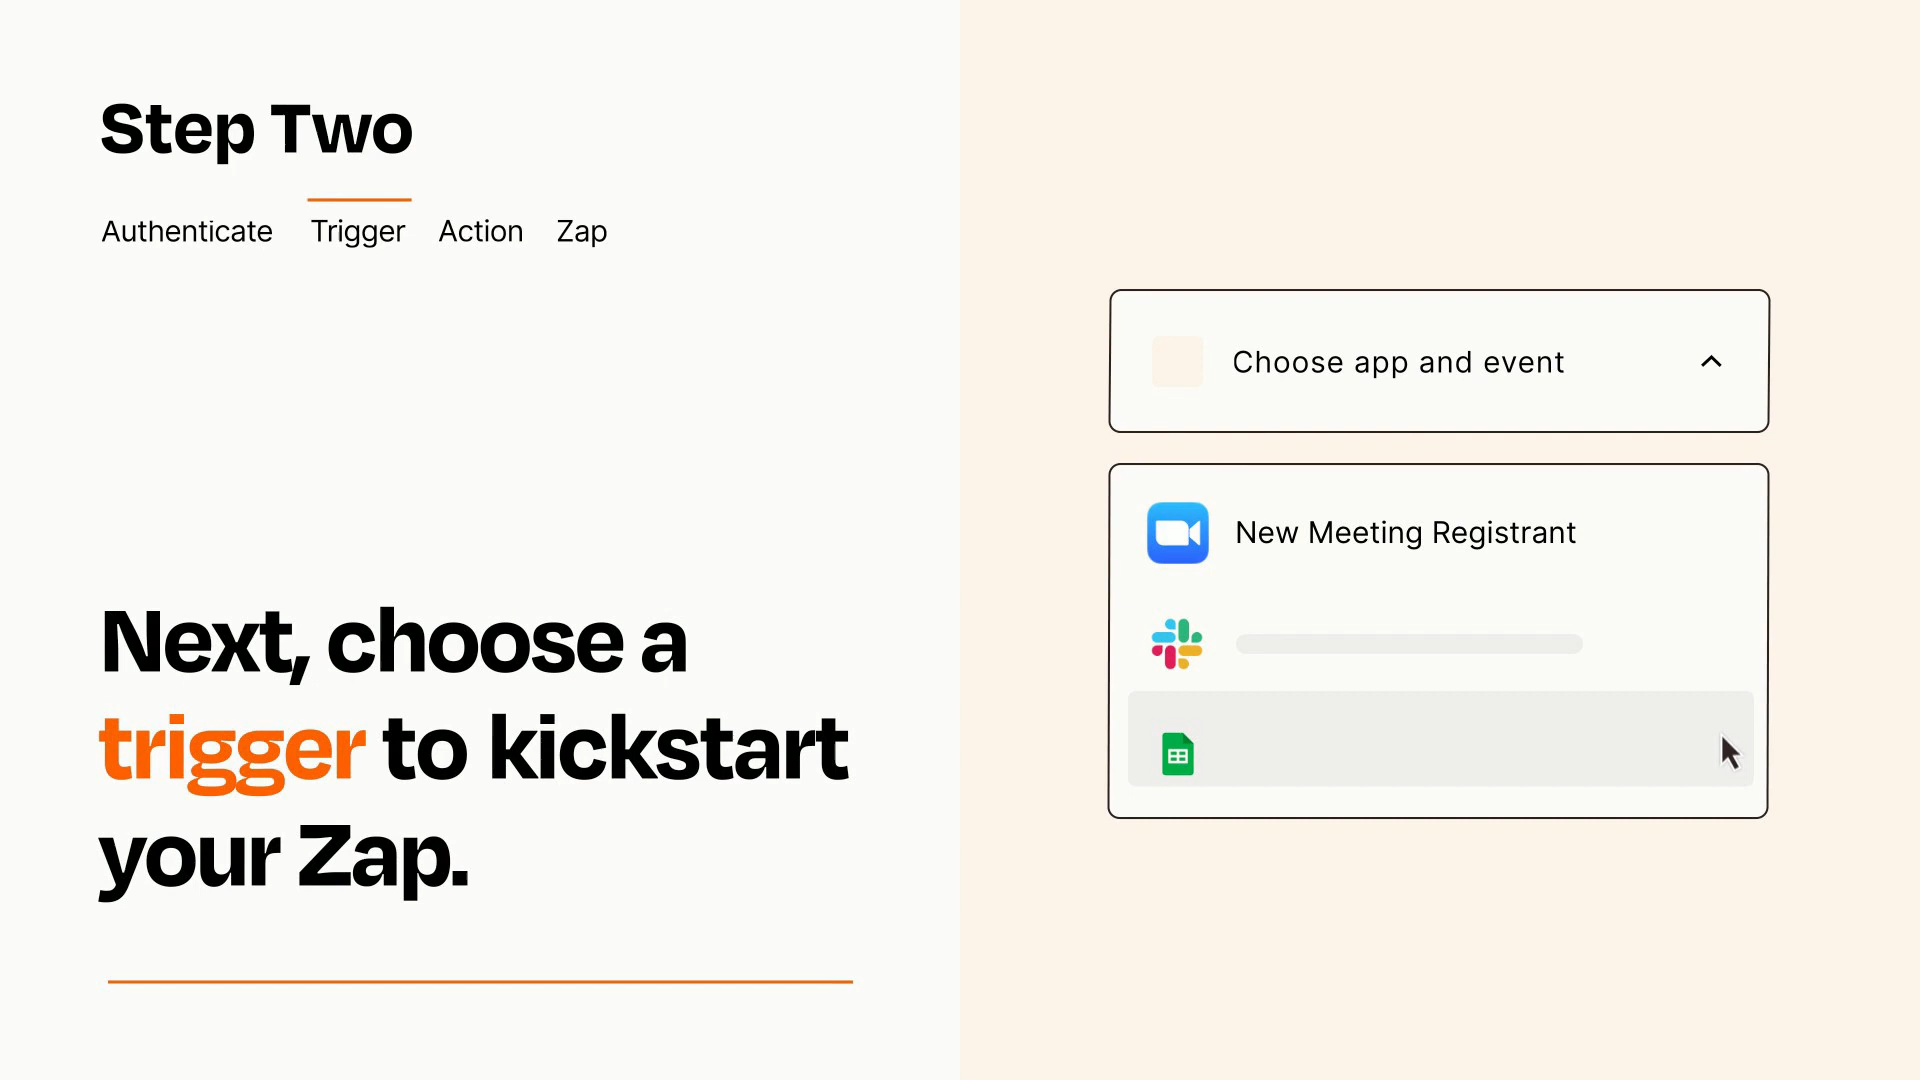 Step Two
Authenticate Trigger Action Zap
Next, choose a
trigger to kickstart
your Zap.
Choose app and event
New Meeting Registrant